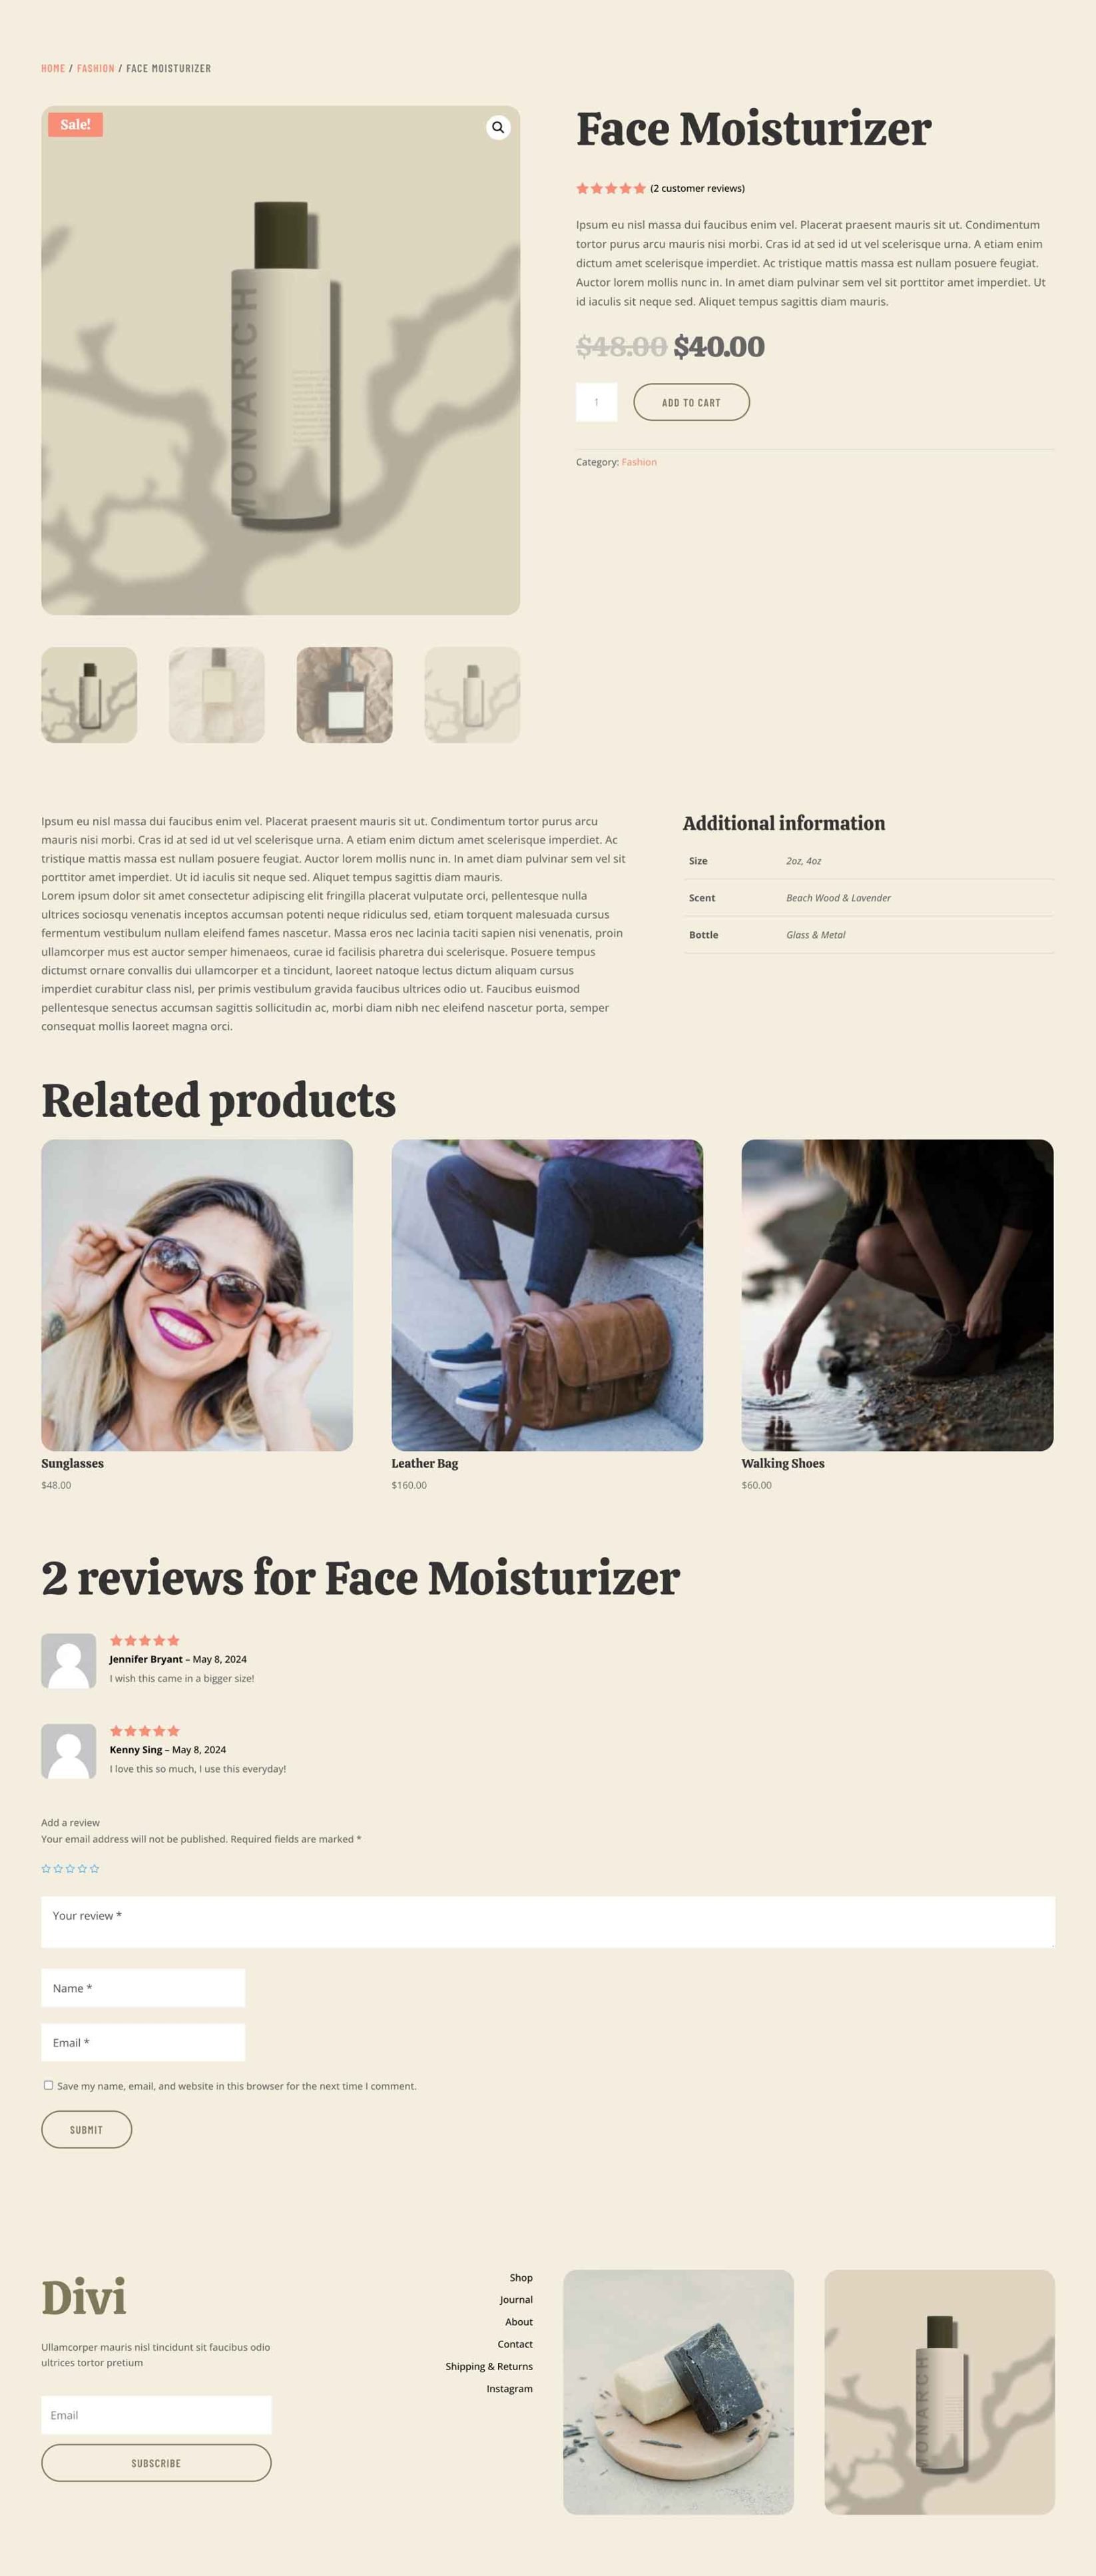 HOME / FASHION / FACE MOISTURIZER
Sale!
MONARCH
Face Moisturizer
(2 customer reviews)
Ipsum eu nisl massa dui faucibus enim vel. Placerat praesent mauris sit ut. Condimentum
tortor purus arcu mauris nisi morbi. Cras id at sed id ut vel scelerisque urna. A etiam enim
dictum amet scelerisque imperdiet. Ac tristique mattis massa est nullam posuere feugiat.
Auctor lorem mollis nunc in. In amet diam pulvinar sem vel sit porttitor amet imperdiet. Ut
id iaculis sit neque sed. Aliquet tempus sagittis diam mauris.
$48.00 $40.00
1
ADD TO CART
Category: Fashion
Ipsum eu nisl massa dui faucibus enim vel. Placerat praesent mauris sit ut. Condimentum tortor purus arcu
mauris nisi morbi. Cras id at sed id ut vel scelerisque urna. A etiam enim dictum amet scelerisque imperdiet. Ac
tristique mattis massa est nullam posuere feugiat. Auctor lorem mollis nunc in. In amet diam pulvinar sem vel sit
porttitor amet imperdiet. Ut id iaculis sit neque sed. Aliquet tempus sagittis diam mauris.
Lorem ipsum dolor sit amet consectetur adipiscing elit fringilla placerat vulputate orci, pellentesque nulla
ultrices sociosqu venenatis inceptos accumsan potenti neque ridiculus sed, etiam torquent malesuada cursus
fermentum vestibulum nullam eleifend fames nascetur. Massa eros nec lacinia taciti sapien nisi venenatis, proin
ullamcorper mus est auctor semper himenaeos, curae id facilisis pharetra dui scelerisque. Posuere tempus
dictumst ornare convallis dui ullamcorper et a tincidunt, laoreet natoque lectus dictum aliquam cursus
imperdiet curabitur class nisl, per primis vestibulum gravida faucibus ultrices odio ut. Faucibus euismod
pellentesque senectus accumsan sagittis sollicitudin ac, morbi diam nibh nec eleifend nascetur porta, semper
consequat mollis laoreet magna orci.
Additional information
Size 2oz, 4oz
Scent Beach Wood & Lavender
Bottle Glass & Metal
Related products
Sunglasses
$48.00
Leather Bag
$160.00
Walking Shoes
$60.00
2 reviews for Face Moisturizer
Jennifer Bryant – May 8, 2024
I wish this came in a bigger size!
Kenny Sing – May 8, 2024
I love this so much, I use this everyday!
Add a review
Your email address will not be published. Required fields are marked *
Your review *
Name *
Email *
Save my name, email, and website in this browser for the next time I comment.
SUBMIT
Divi
Ullamcorper mauris nisl tincidunt sit faucibus odio
ultrices tortor pretium
Email
SUBSCRIBE
Shop
Journal
About
Contact
Shipping & Returns
Instagram
MONARCH